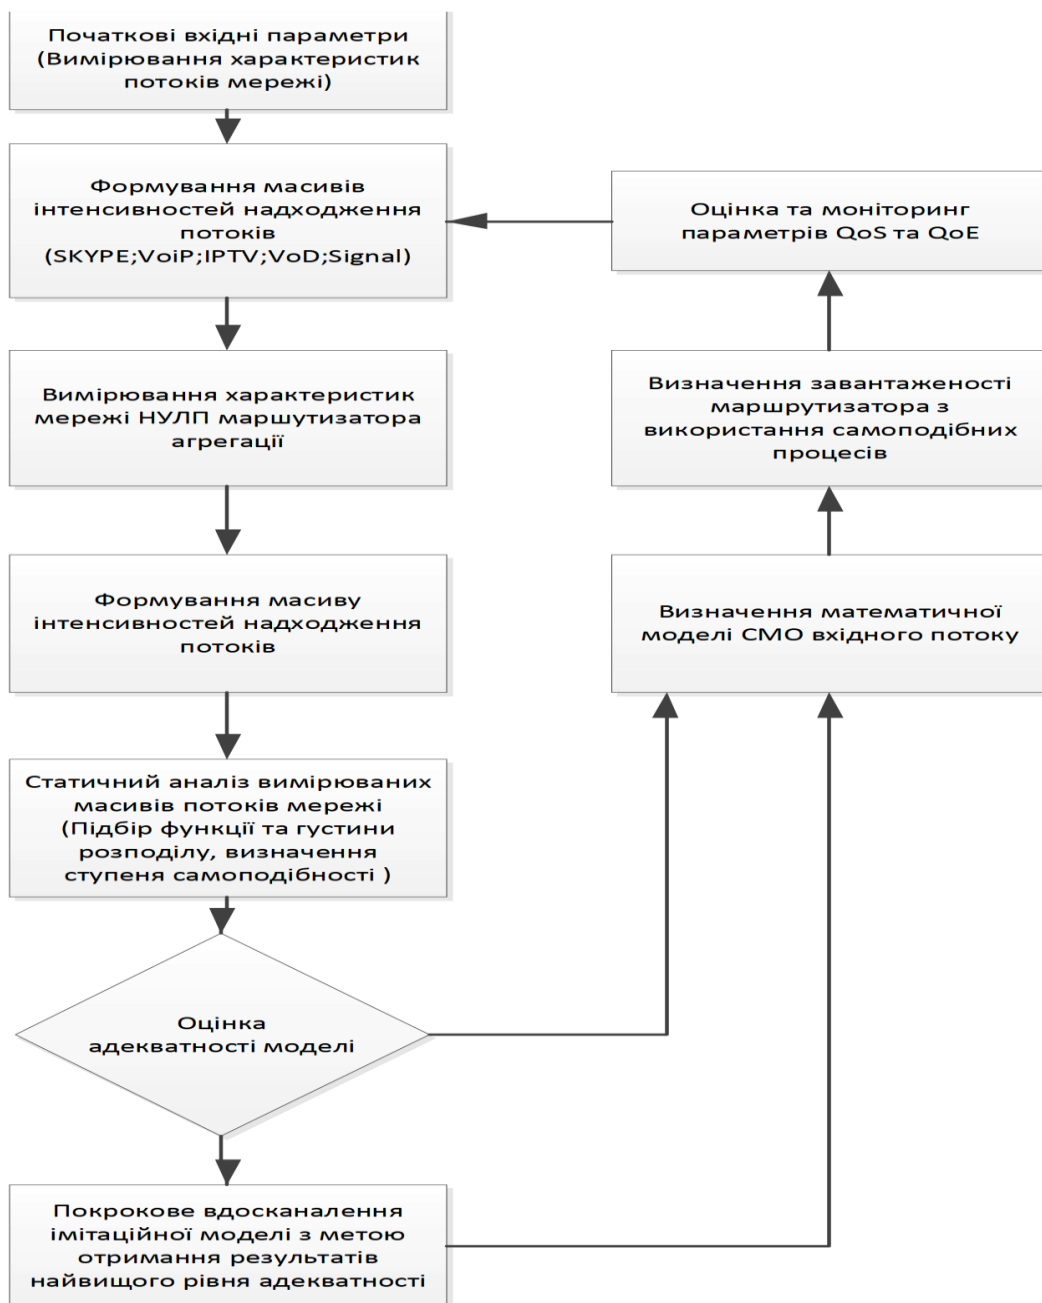 Початкові вхідні параметри
(Вимірювання характеристик
потоків мережі)
Формування масивів
інтенсивностей надходження
потоків
(SKYPE;VoiP;IPTV;VoD;Signal)
Вимірювання характеристик
мережі НУЛП маршутизатора
агрегації
Формування масиву
інтенсивностей надходження
потоків
Статичний аналіз вимірюваних
масивів потоків мережі
(Підбір функції та густини
розподілу, визначення
ступеня самоподібності )
Оцінка
адекватності моделі
Покрокове вдосканалення
імітаційної моделі з метою
отримання результатів
найвищого рівня адекватності
Визначення математичної
моделі СМО вхідного потоку
Визначення завантаженості
маршрутизатора з
використання самоподібних
процесів
Оцінка та моніторинг
параметрів QoS та QoE